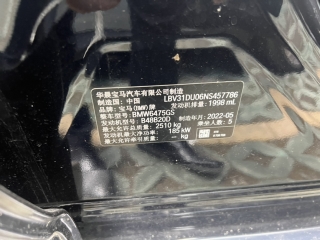 华晨宝马汽车有限公司制造
制造国：中国 LBV31DU06NS457786
品牌：宝马(BMW)牌 发动机排量：1998 mL
整车型号：BMW6475GS
发动机型号：B48B20D 制造年月：2022-05
最大允许总质量：2510 kg 乘坐人数：5
发动机最大净功率：185 kW